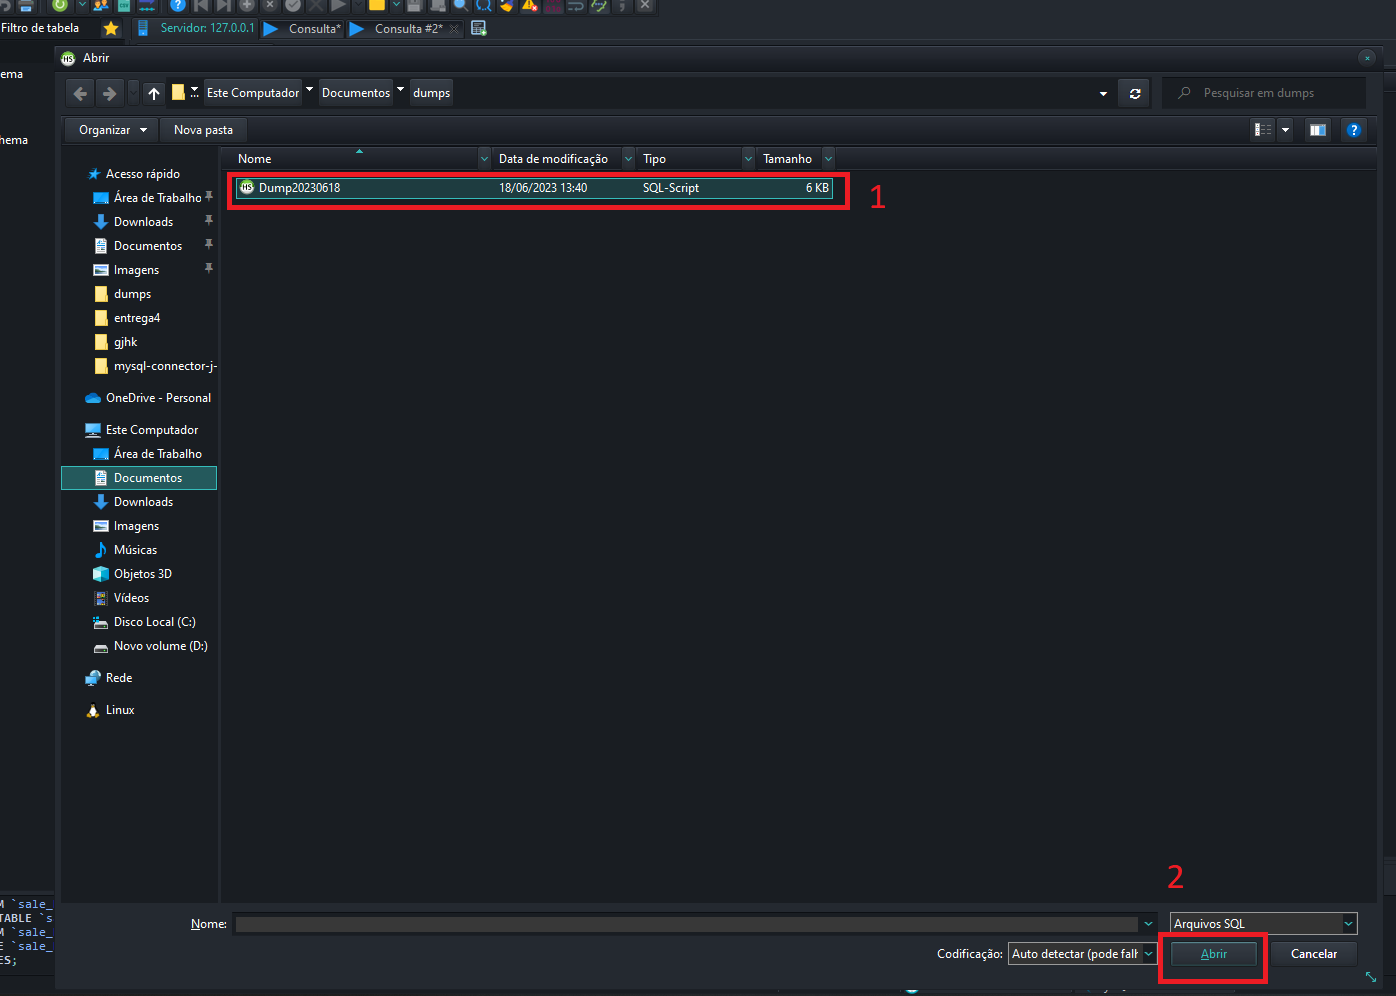 Filtro de tabela
Servidor: 127.0.0.1
Consulta*
Consulta #2*
ema
hema
HS Abrir
... Este Computador Documentos dumps
Pesquisar em dumps
Organizar
Nova pasta
?
Nome
Data de modificação
Tipo
Tamanho
HS Dump20230618
18/06/2023 13:40
SQL-Script
6 KB
1
Acesso rápido
Área de Trabalho
Downloads
Documentos
Imagens
dumps
entrega4
gjhk
mysql-connector-j-
OneDrive - Personal
Este Computador
Área de Trabalho
Documentos
Downloads
Imagens
Músicas
Objetos 3D
Vídeos
Disco Local (C:)
Novo volume (D:)
Rede
Linux
2
M `sale_
TABLE `s
M `sale_
E `sale_
ES;
Nome:
Arquivos SQL
Codificação:
Auto detectar (pode falh
Abrir
Cancelar